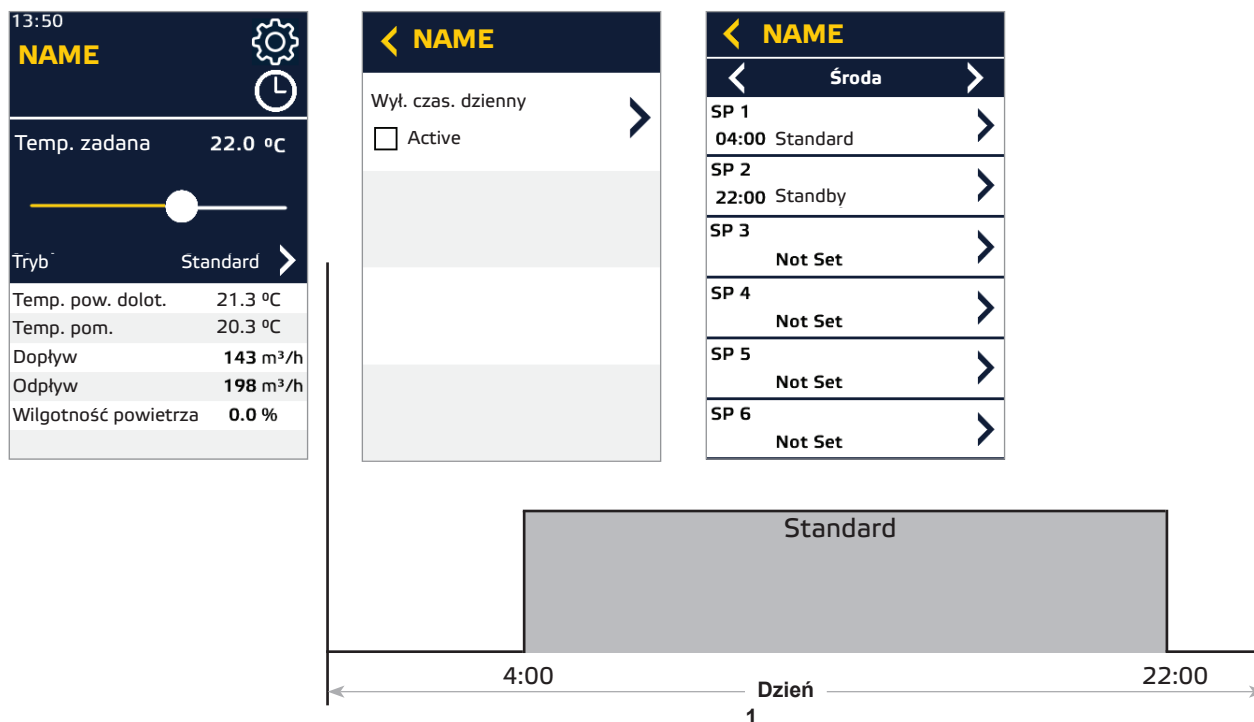 13:50
NAME
Temp. zadana 22.0 ºC
Tryb Standard
Temp. pow. dolot. 21.3 ºC
Temp. pom. 20.3 ºC
Dopływ 143 m³/h
Odpływ 198 m³/h
Wilgotność powietrza 0.0 %
NAME
Wył. czas. dzienny
Active
NAME
Środa
SP 1
04:00 Standard
SP 2
22:00 Standby
SP 3
Not Set
SP 4
Not Set
SP 5
Not Set
SP 6
Not Set
Standard
4:00 22:00
Dzień
1